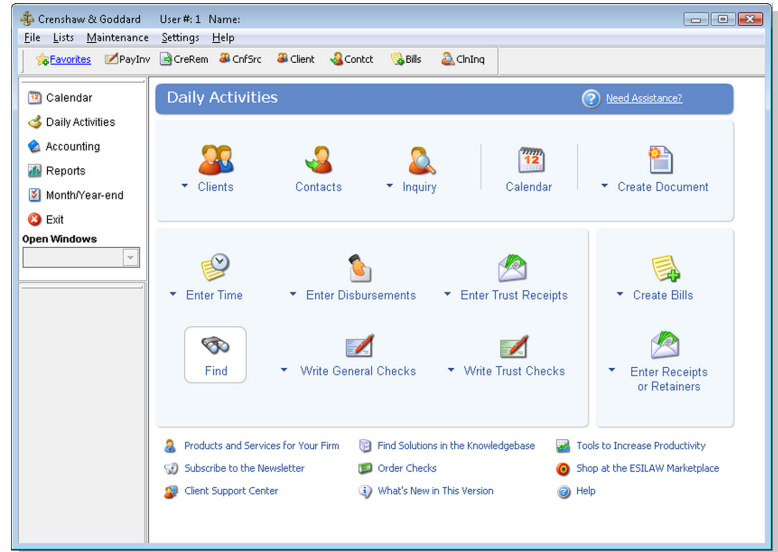 Crenshaw & Goddard User #: 1 Name:
File Lists Maintenance Settings Help
Favorites PayInv CreRem CnfSrc Client Contct Bills ClnInq
12 Calendar
Daily Activities
Accounting
Reports
Month/Year-end
Exit
Open Windows
Daily Activities
Need Assistance?
12
Clients Contacts Inquiry Calendar Create Document
Enter Time Enter Disbursements Enter Trust Receipts Create Bills
Find Write General Checks Write Trust Checks Enter Receipts
or Retainers
Products and Services for Your Firm Find Solutions in the Knowledgebase Tools to Increase Productivity
Subscribe to the Newsletter Order Checks Shop at the ESILAW Marketplace
Client Support Center What's New in This Version Help